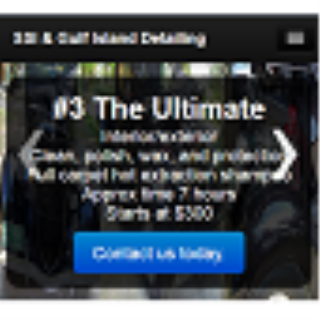 SSI & Gulf Island Detailing
#3 The Ultimate
Interior/exterior
Clean, polish, wax, and protection
Full carpet hot extraction shampoo
Approx time 7 hours
Starts at $300
Contact us today